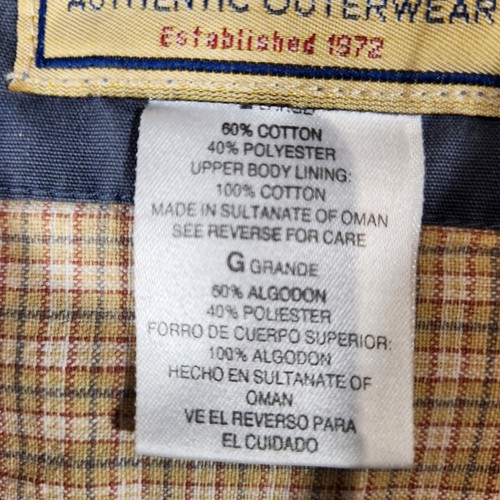 AUTHENTIC OUTERWEAR
Established 1972
LARGE
60% COTTON
40% POLYESTER
UPPER BODY LINING:
100% COTTON
MADE IN SULTANATE OF OMAN
SEE REVERSE FOR CARE
G GRANDE
60% ALGODON
40% POLIESTER
FORRO DE CUERPO SUPERIOR:
100% ALGODON
HECHO EN SULTANATE OF
OMAN
VE EL REVERSO PARA
EL CUIDADO